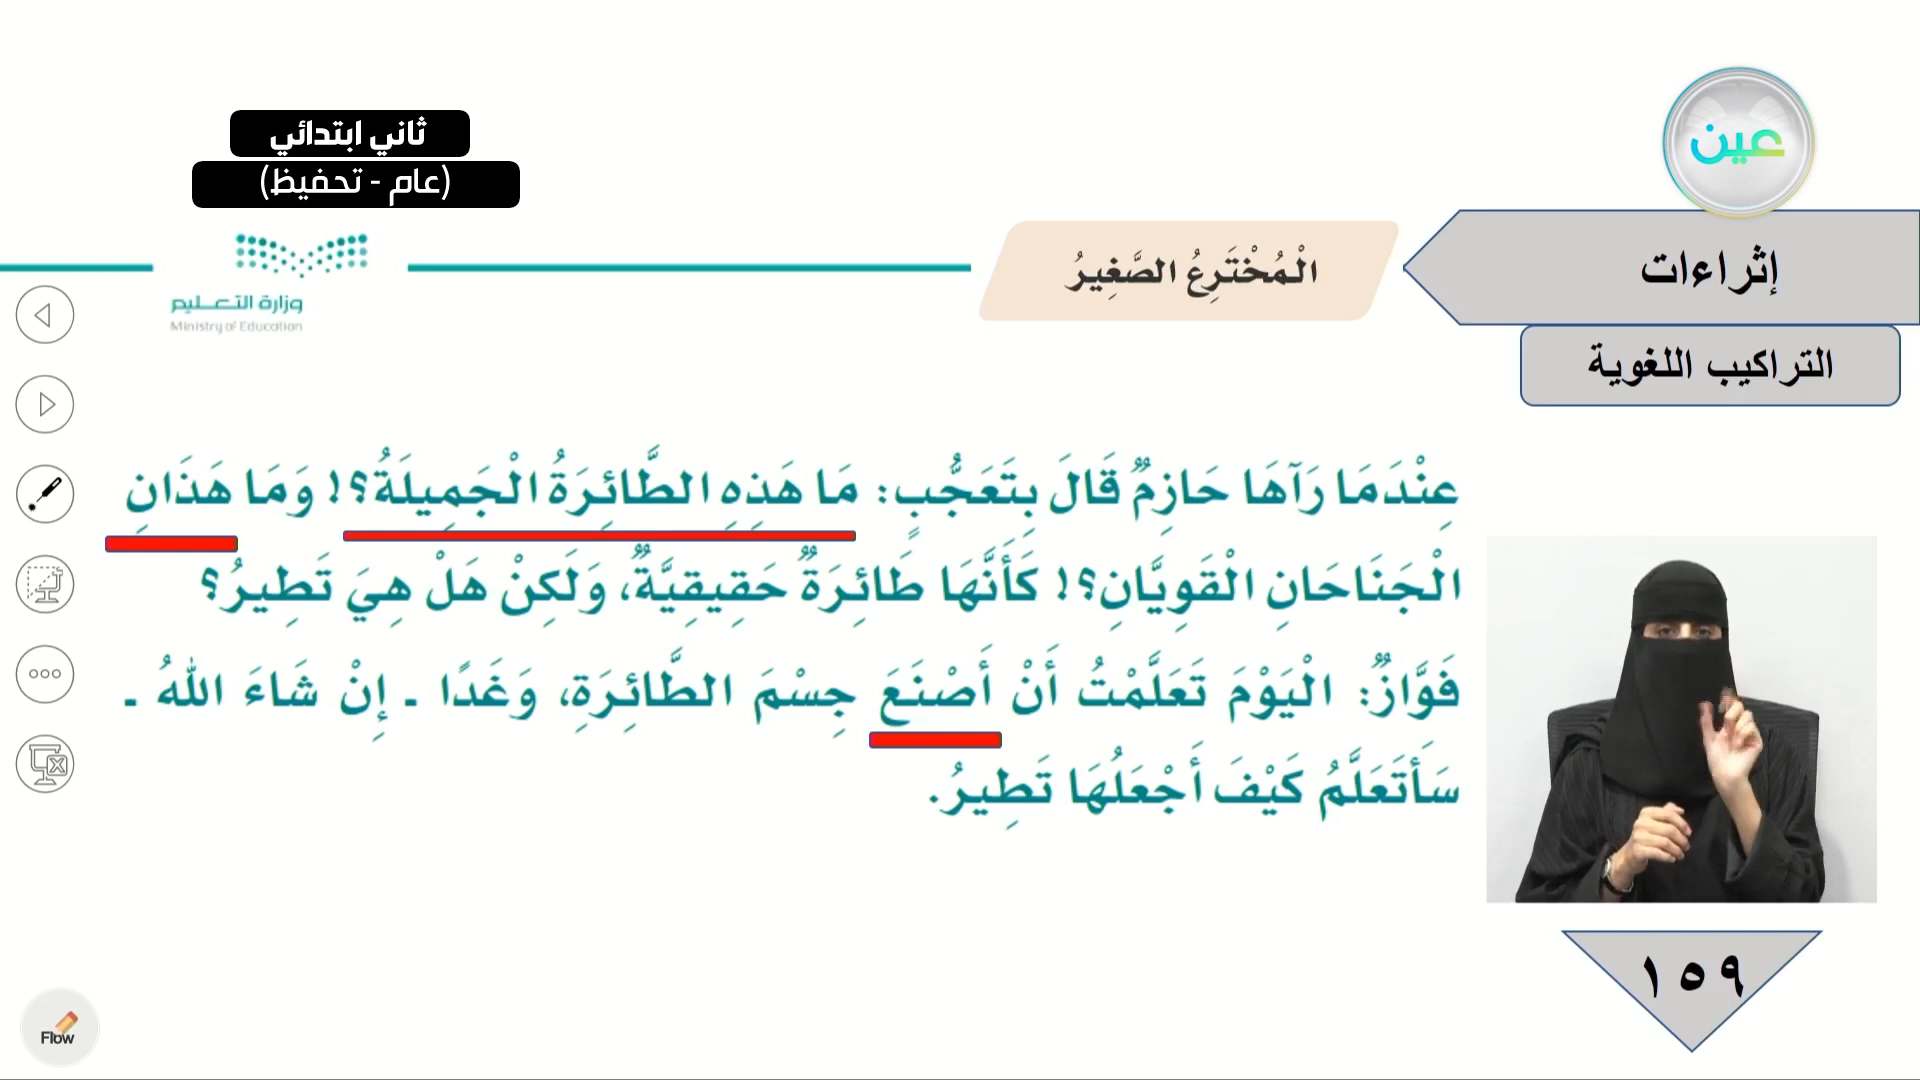 عين
ثاني ابتدائي
(عام - تحفيظ)
إثراءات
الْمُخْتَرِعُ الصَّغِيرُ
وزارة التعليم
Ministry of Education
التراكيب اللغوية
عِنْدَمَا رَآهَا حَازِمٌ قَالَ بِتَعَجُّبٍ: مَا هَذِهِ الطَّائِرَةُ الْجَمِيلَةُ؟! وَمَا هَذَانِ
الْجَنَاحَانِ الْقَوِيَّانِ؟! كَأَنَّهَا طَائِرَةٌ حَقِيقِيَّةٌ، وَلَكِنْ هَلْ هِيَ تَطِيرُ؟
فَوَّازٌ: الْيَوْمَ تَعَلَّمْتُ أَنْ أَصْنَعَ جِسْمَ الطَّائِرَةِ، وَغَدًا - إِنْ شَاءَ اللهُ -
سَأَتَعَلَّمُ كَيْفَ أَجْعَلُهَا تَطِيرُ.
١٥٩
Flow